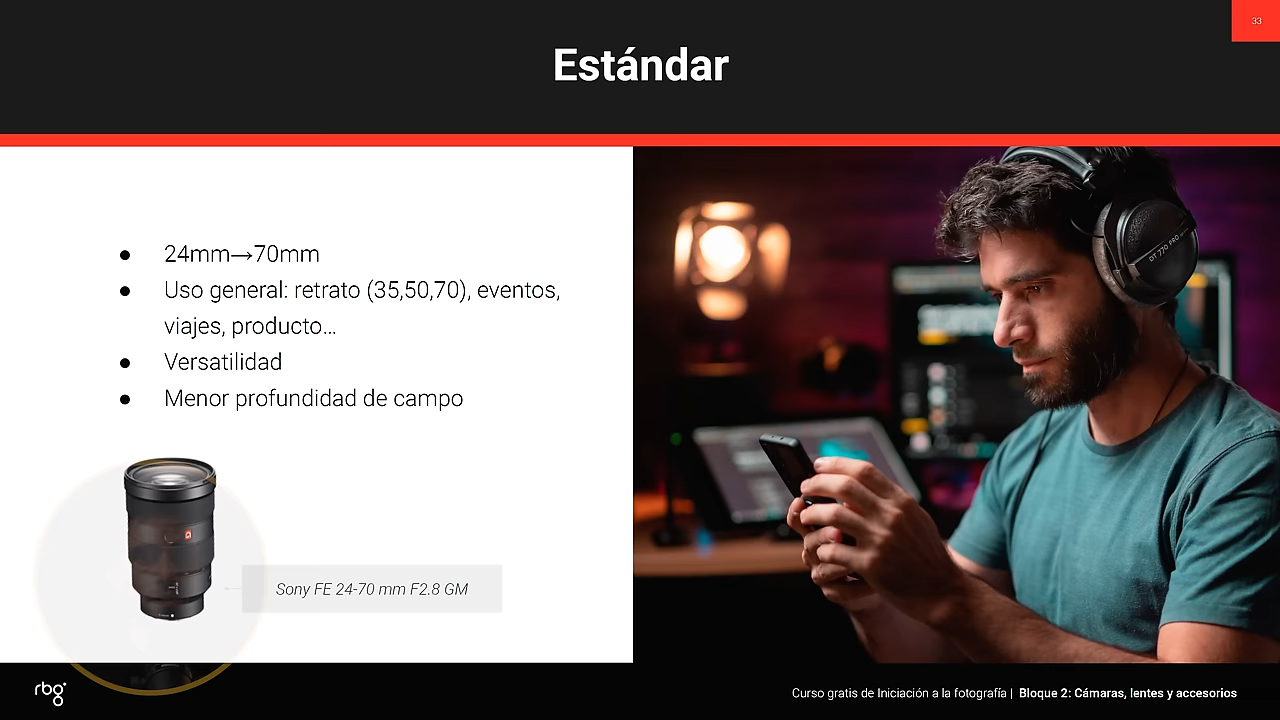 33
Estándar
● 24mm→70mm
● Uso general: retrato (35,50,70), eventos,
viajes, producto...
● Versatilidad
● Menor profundidad de campo
Sony FE 24-70 mm F2.8 GM
DT 770 PRO
rbg
Curso gratis de Iniciación a la fotografía | Bloque 2: Cámaras, lentes y accesorios